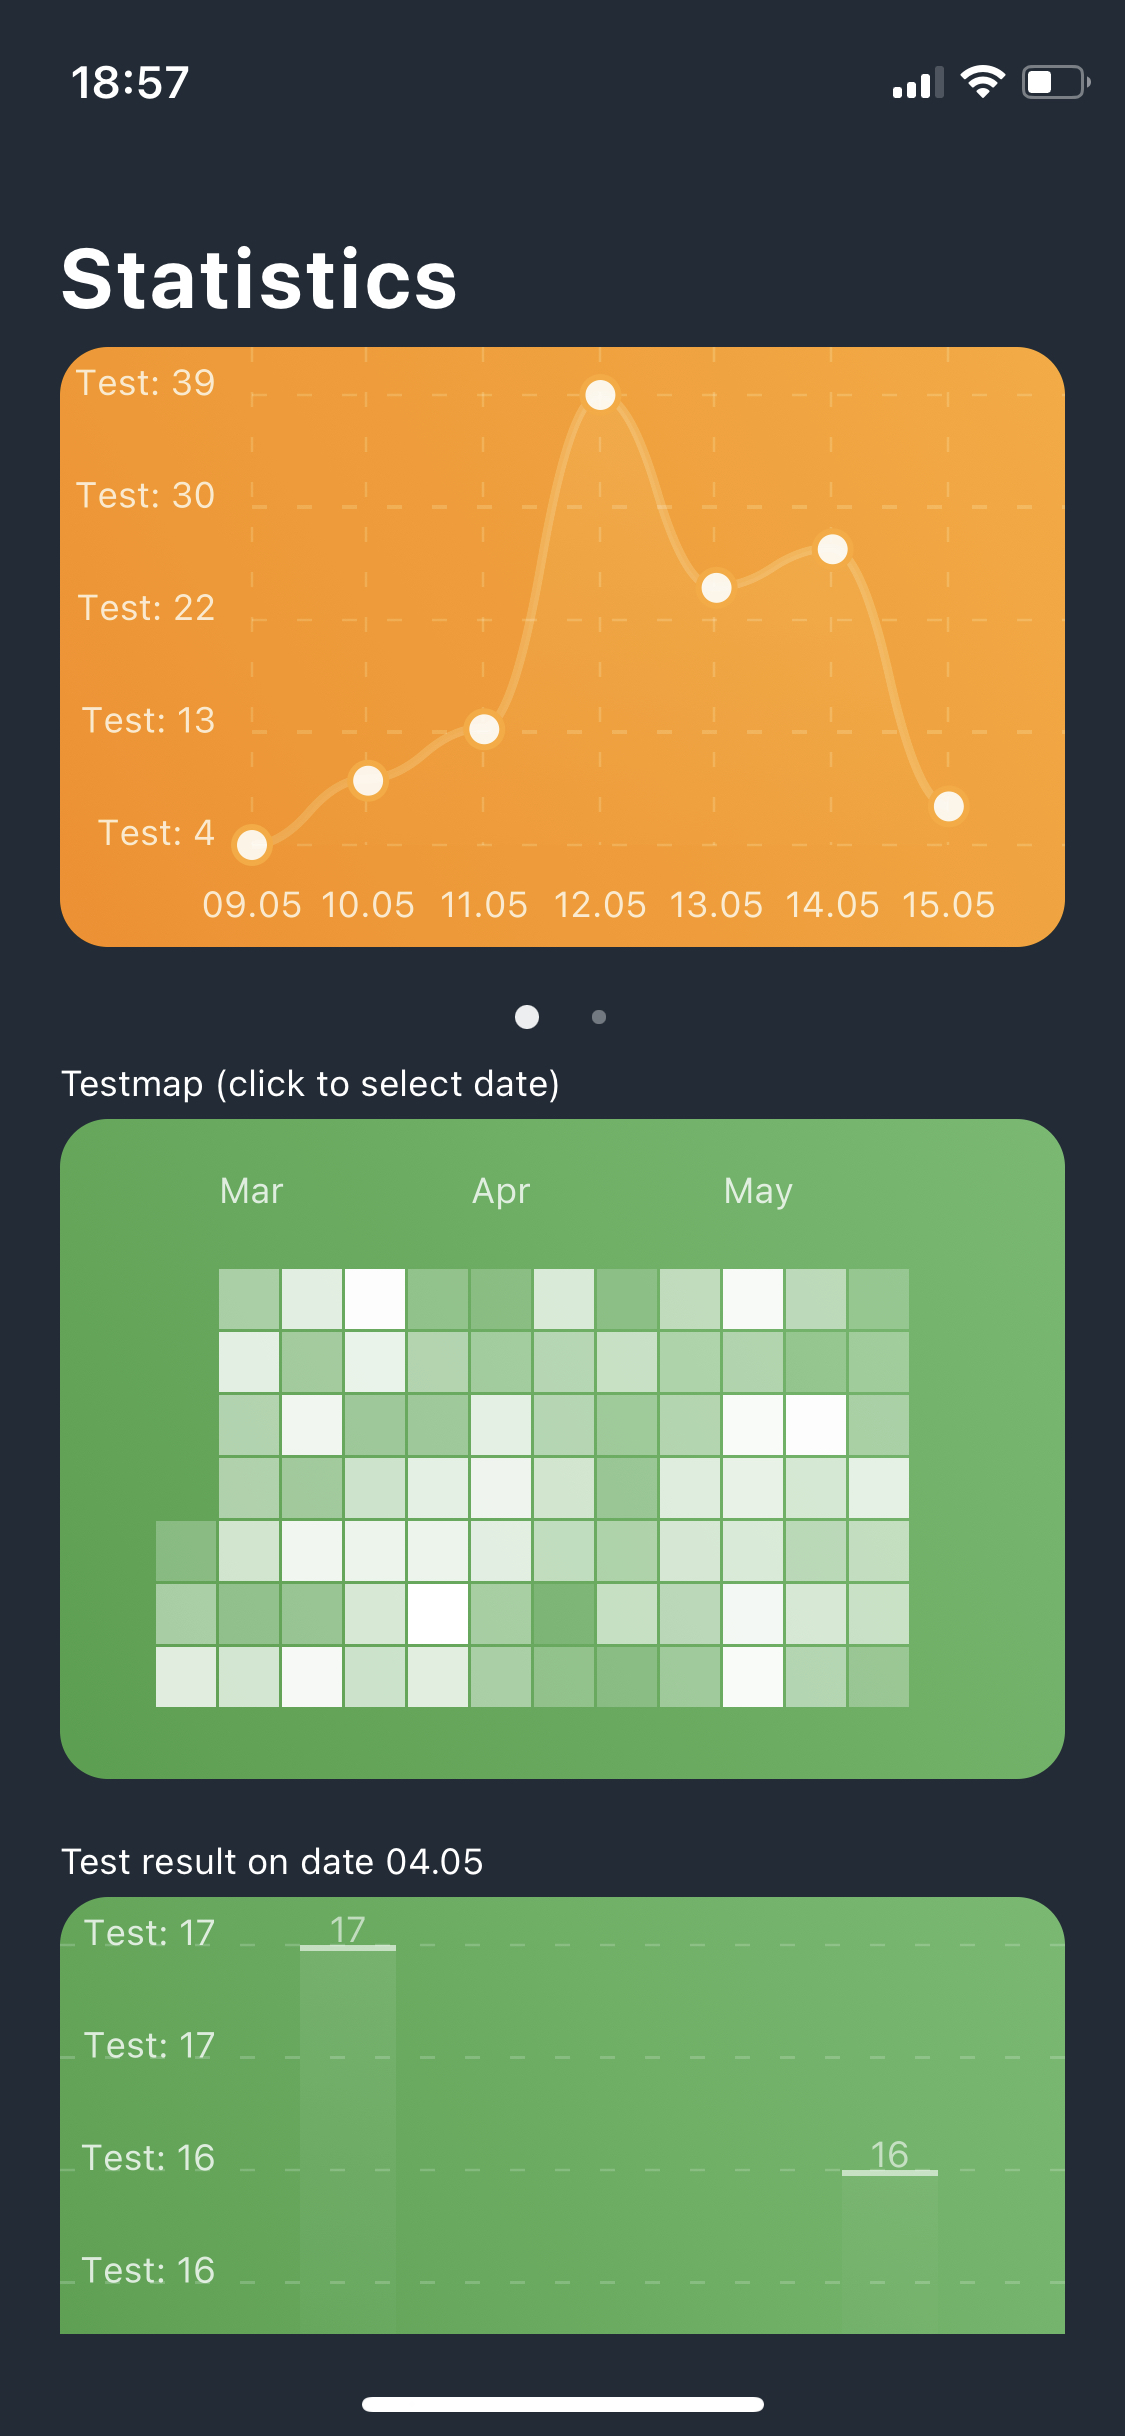 18:57
Statistics
Test: 39
Test: 30
Test: 22
Test: 13
Test: 4
09.05 10.05 11.05 12.05 13.05 14.05 15.05
Testmap (click to select date)
Mar Apr May
Test result on date 04.05
Test: 17 17
Test: 17
Test: 16 16
Test: 16